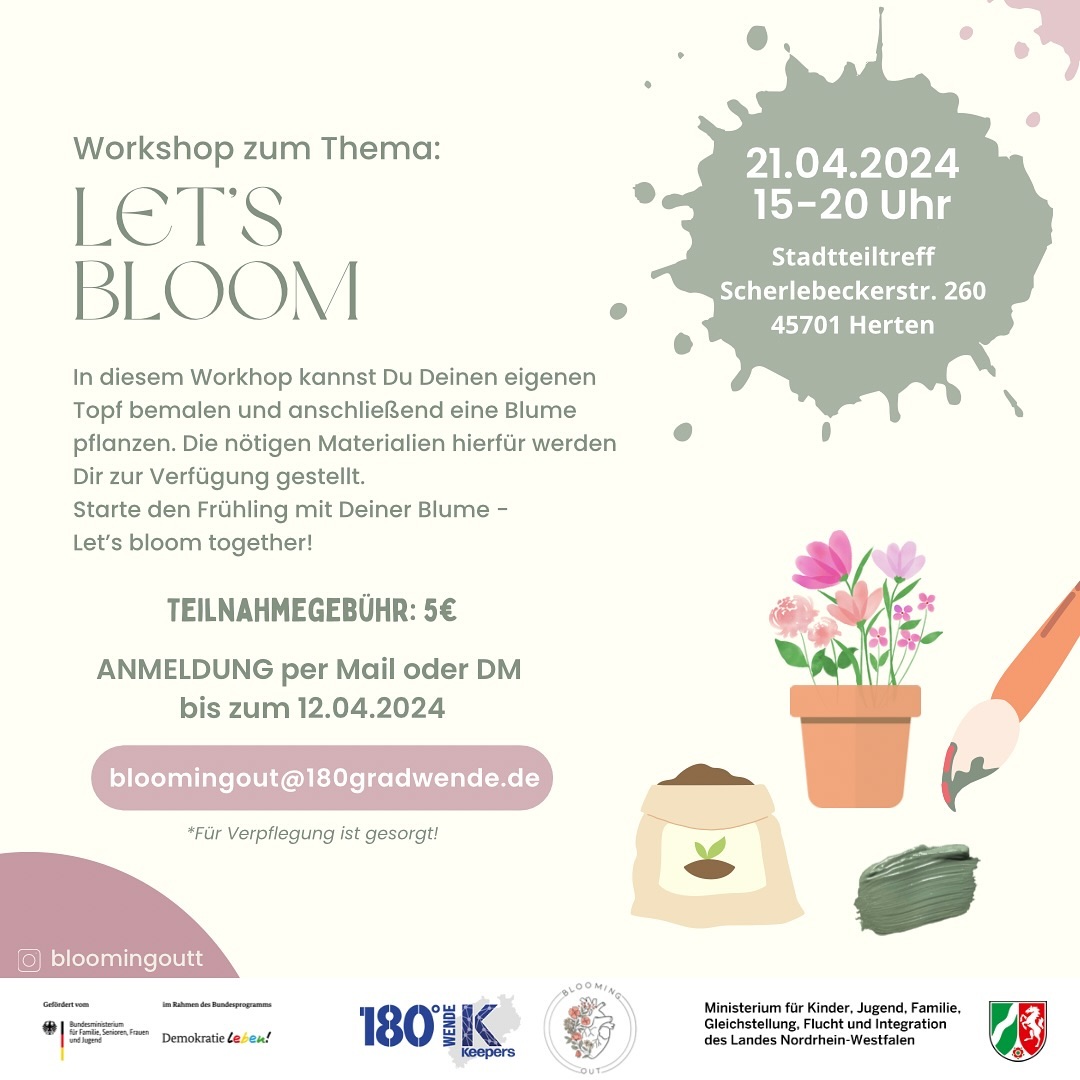 Workshop zum Thema:
LET'S
BLOOM
21.04.2024
15-20 Uhr
Stadtteiltreff
Scherlebeckerstr. 260
45701 Herten
In diesem Workhop kannst Du Deinen eigenen
Topf bemalen und anschließend eine Blume
pflanzen. Die nötigen Materialien hierfür werden
Dir zur Verfügung gestellt.
Starte den Frühling mit Deiner Blume -
Let's bloom together!
TEILNAHMEGEBÜHR: 5€
ANMELDUNG per Mail oder DM
bis zum 12.04.2024
bloomingout@180gradwende.de
*Für Verpflegung ist gesorgt!
bloomingoutt
Gefördert vom
Bundesministerium
für Familie, Senioren, Frauen
und Jugend
im Rahmen des Bundesprogramms
Demokratie leben!
180°
WENDE
K
Keepers
BLOOMING
OUT
Ministerium für Kinder, Jugend, Familie,
Gleichstellung, Flucht und Integration
des Landes Nordrhein-Westfalen